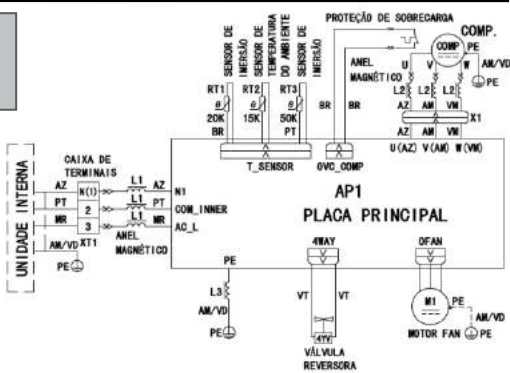 PROTEÇÃO DE SOBRECARGA
COMP.
SENSOR DE
IMERSÃO
SENSOR DE
TEMPERATURA
DO AMBIENTE
SENSOR DE
IMERSÃO
COMP
PE
ANEL
MAGNÉTICO
U
V
W
AM/VD
PE
RT1
RT2
RT3
θ
θ
θ
20K
15K
50K
BR
PT
BR
BR
L2
L2
L2
AZ
AM
VM
X1
AZ
AM
VM
T_SENSOR
OVC_COMP
U(AZ)
V(AM)
W(VM)
AP1
PLACA PRINCIPAL
UNIDADE INTERNA
CAIXA DE
TERMINAIS
AZ
N(1)
L1
AZ
N1
PT
2
L1
PT
COM_INNER
MR
3
L1
MR
AC_L
AM/VD
XT1
ANEL
MAGNÉTICO
PE
PE
L3
AM/VD
PE
4WAY
VT
VT
4YV
VÁLVULA
REVERSORA
OFAN
M1
PE
AM/VD
MOTOR FAN
PE